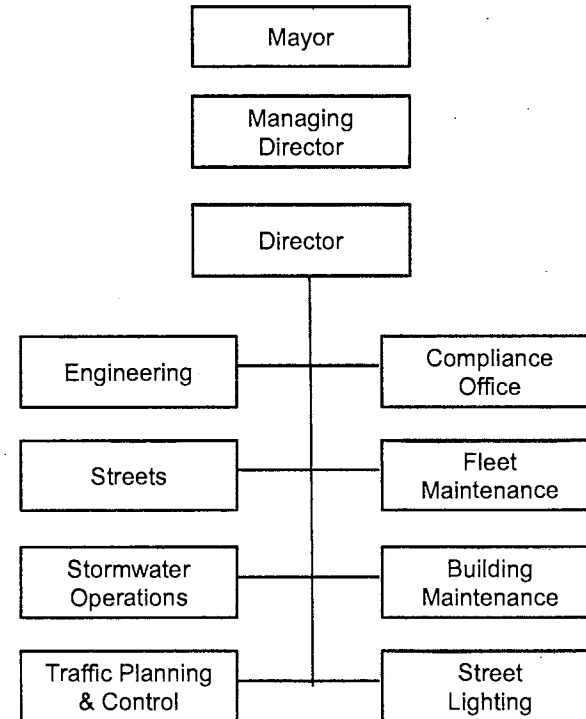 Mayor
Managing
Director
Director
Engineering
Compliance
Office
Streets
Fleet
Maintenance
Stormwater
Operations
Building
Maintenance
Traffic Planning
& Control
Street
Lighting